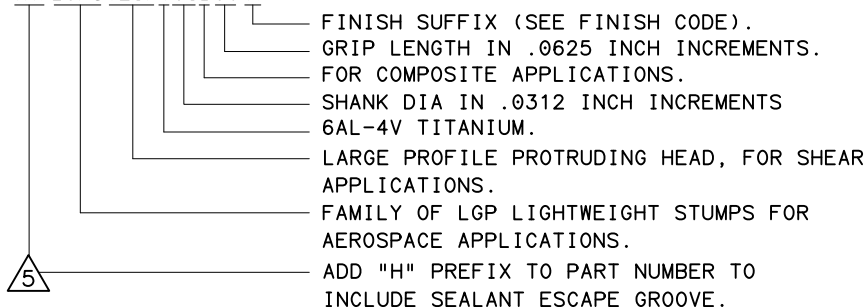 FINISH SUFFIX (SEE FINISH CODE).
GRIP LENGTH IN .0625 INCH INCREMENTS.
FOR COMPOSITE APPLICATIONS.
SHANK DIA IN .0312 INCH INCREMENTS
6AL-4V TITANIUM.
LARGE PROFILE PROTRUDING HEAD, FOR SHEAR
APPLICATIONS.
FAMILY OF LGP LIGHTWEIGHT STUMPS FOR
AEROSPACE APPLICATIONS.
5 ADD "H" PREFIX TO PART NUMBER TO
INCLUDE SEALANT ESCAPE GROOVE.